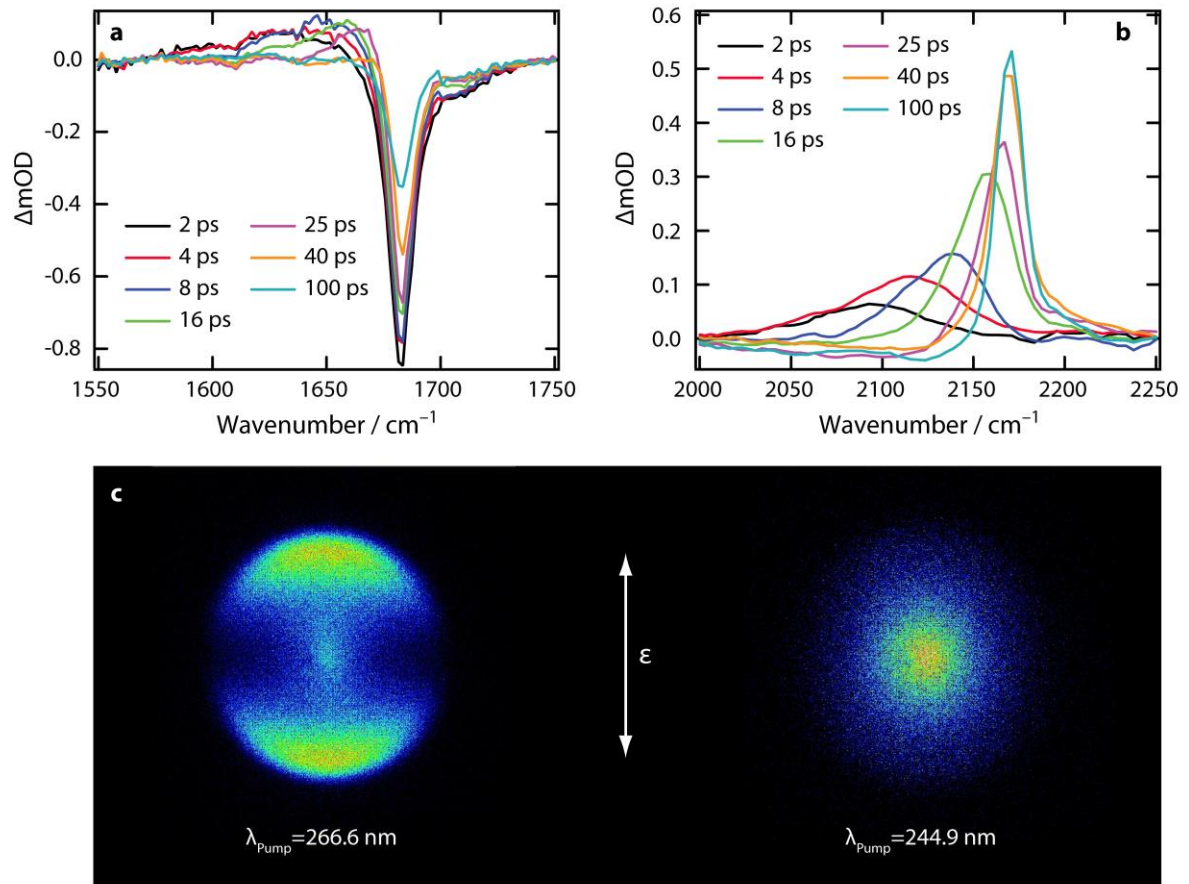 a
0.0
-0.2
-0.4
-0.6
-0.8
ΔmOD
2 ps
4 ps
8 ps
16 ps
25 ps
40 ps
100 ps
1550
1600
1650
1700
1750
Wavenumber / cm⁻¹
b
0.6
0.5
0.4
0.3
0.2
0.1
0.0
ΔmOD
2 ps
4 ps
8 ps
16 ps
25 ps
40 ps
100 ps
2000
2050
2100
2150
2200
2250
Wavenumber / cm⁻¹
c
ε
λPump=266.6 nm
λPump=244.9 nm